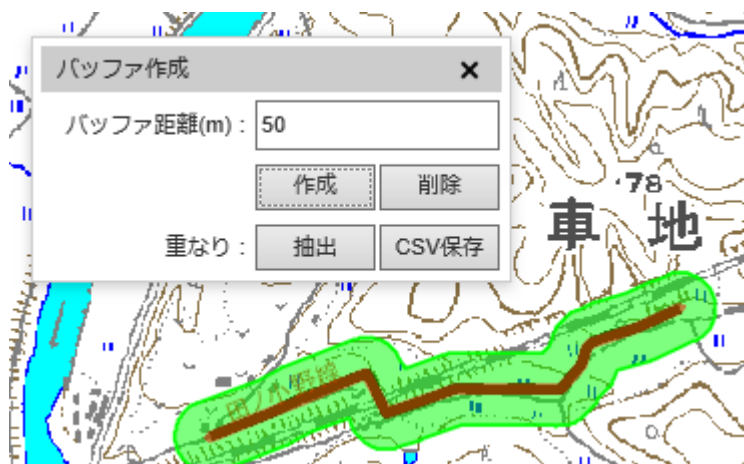 バッファ作成 ×
バッファ距離(m) : 50
作成 削除
重なり : 抽出 CSV保存
・78
車地